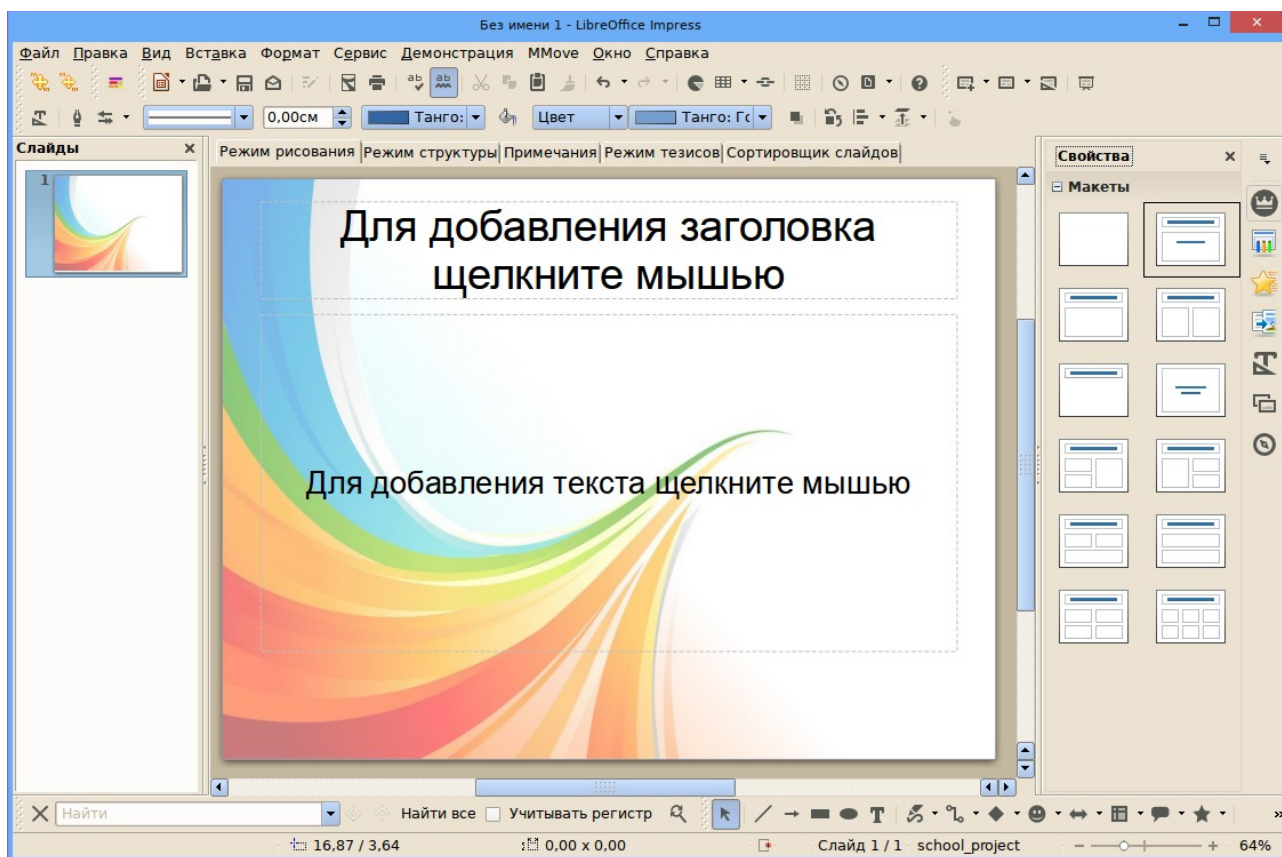 Без имени 1 - LibreOffice Impress
Файл Правка Вид Вставка Формат Сервис Демонстрация MMove Окно Справка
0,00см Танго: Цвет Танго: Гс
Слайды
Режим рисования Режим структуры Примечания Режим тезисов Сортировщик слайдов
Свойства
1
Макеты
Для добавления заголовка
щелкните мышью
Для добавления текста щелкните мышью
Найти Найти все Учитывать регистр
16,87 / 3,64 0,00 x 0,00 Слайд 1 / 1 school_project 64%